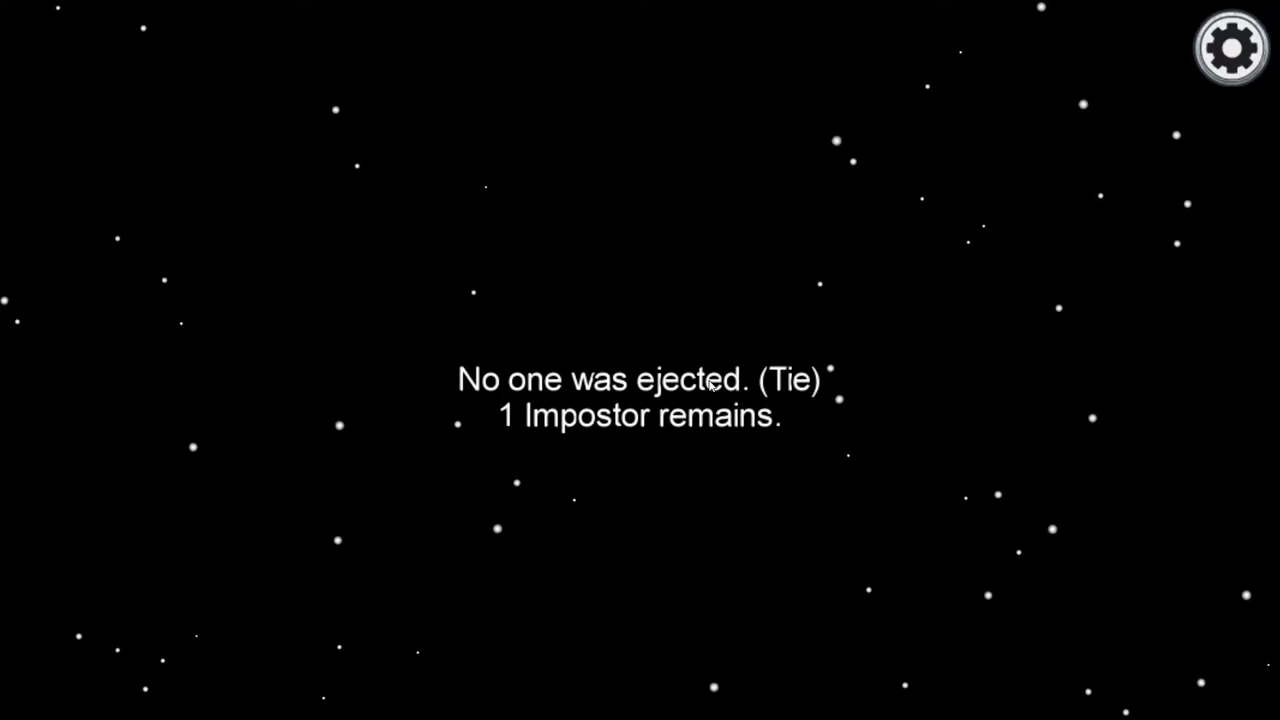 No one was ejected. (Tie)
1 Impostor remains.